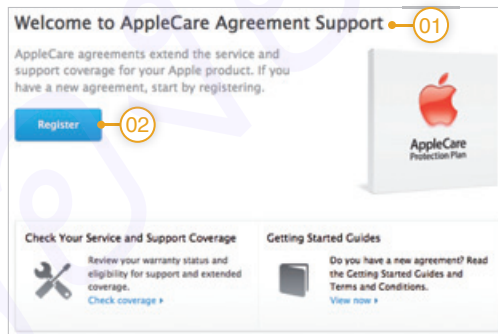 Welcome to AppleCare Agreement Support
01
AppleCare agreements extend the service and
support coverage for your Apple product. If you
have a new agreement, start by registering.
Register
02
AppleCare
Protection Plan
Check Your Service and Support Coverage
Review your warranty status and
eligibility for support and extended
coverage.
Check coverage ▸
Getting Started Guides
Do you have a new agreement? Read
the Getting Started Guides and
Terms and Conditions.
View now ▸